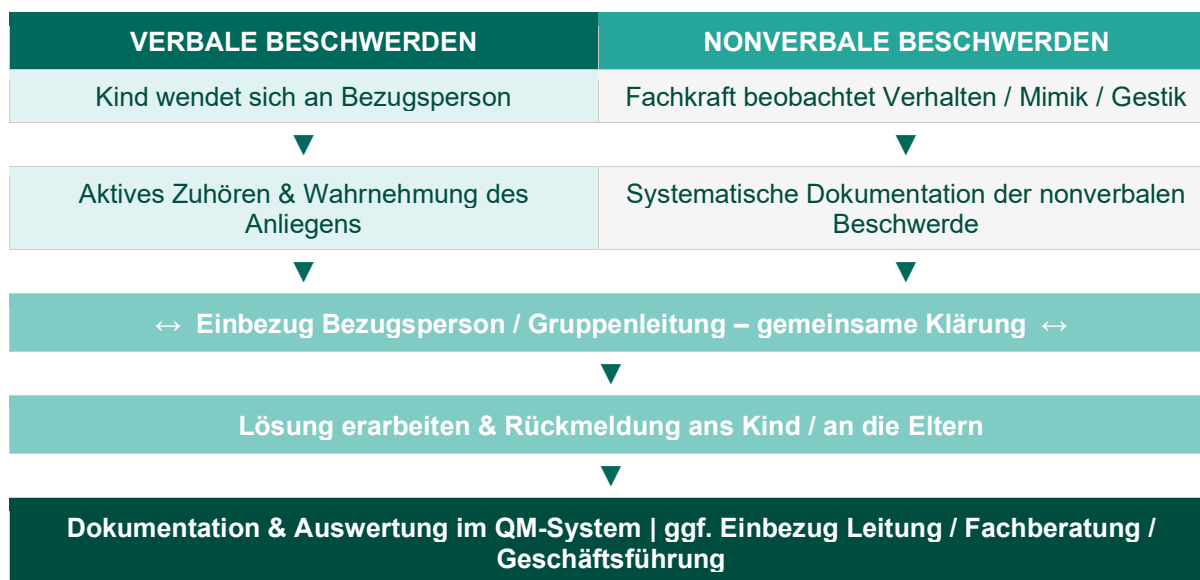 VERBALE BESCHWERDEN
NONVERBALE BESCHWERDEN
Kind wendet sich an Bezugsperson
Fachkraft beobachtet Verhalten / Mimik / Gestik
▼
▼
Aktives Zuhören & Wahrnehmung des
Anliegens
Systematische Dokumentation der nonverbalen
Beschwerde
▼
▼
↔ Einbezug Bezugsperson / Gruppenleitung – gemeinsame Klärung ↔
▼
Lösung erarbeiten & Rückmeldung ans Kind / an die Eltern
▼
Dokumentation & Auswertung im QM-System | ggf. Einbezug Leitung / Fachberatung /
Geschäftsführung